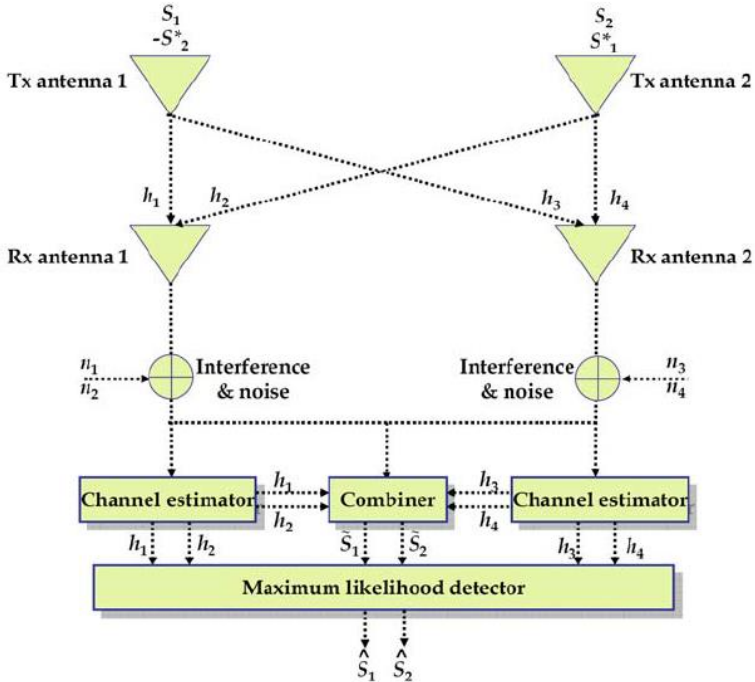 S₁ S₂
-S*₂ S*₁
Tx antenna 1 Tx antenna 2
h₁ h₂ h₃ h₄
Rx antenna 1 Rx antenna 2
n₁ Interference Interference n₃
n₂ & noise & noise n₄
Channel estimator h₁ Combiner h₃ Channel estimator
h₂ h₄
h₁ h₂ S̃₁ S̃₂ h₃ h₄
Maximum likelihood detector
Ŝ₁ Ŝ₂